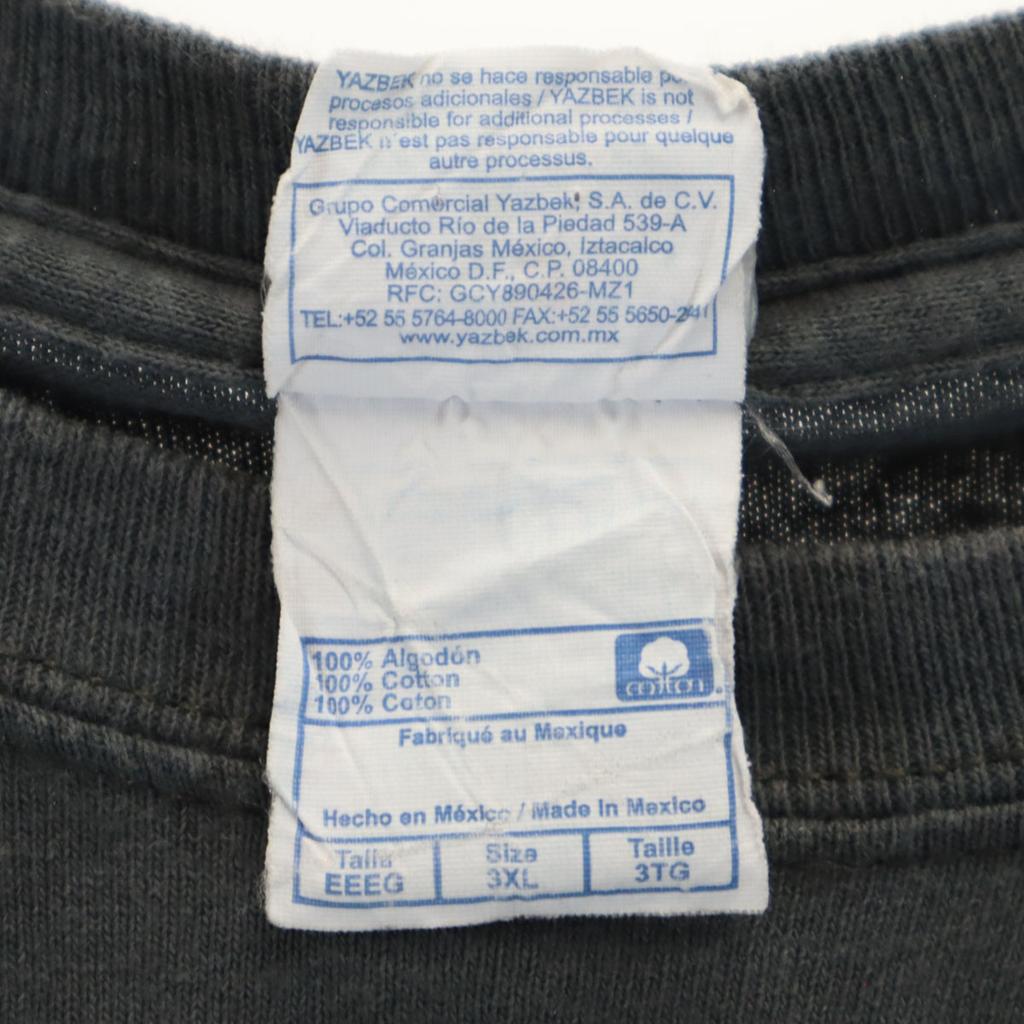 YAZBEK no se hace responsable
procesos adicionales / YAZBEK is not
responsible for additional processes /
YAZBEK n'est pas responsable pour quelque
autre processus.
Grupo Comercial Yazbek, S.A. de C.V.
Viaducto Río de la Piedad 539-A
Col. Granjas México, Iztacalco
México D.F., C.P. 08400
RFC: GCY890426-MZ1
TEL:+52 55 5764-8000 FAX:+52 55
www.yazbek.com.mx
100% Algodón
100% Cotton
100% Coton
cotton
Fabriqué au Mexique
Hecho en México / Made In Mexico
Talla Size Taille
EEEG 3XL 3TG